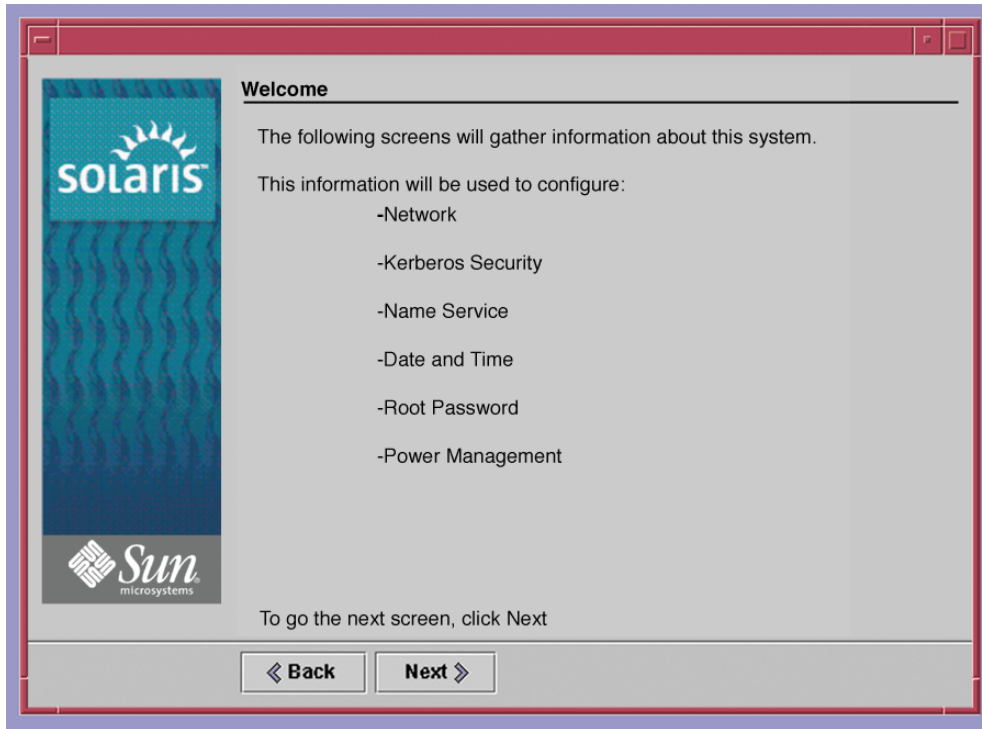 Welcome
The following screens will gather information about this system.
solaris™
This information will be used to configure:
-Network
-Kerberos Security
-Name Service
-Date and Time
-Root Password
-Power Management
Sun
microsystems
To go the next screen, click Next
Back
Next